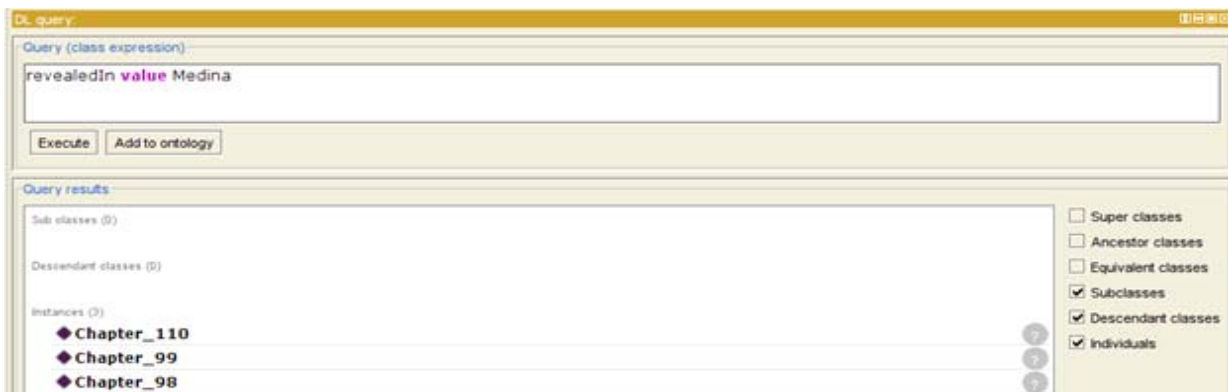 DL query:
Query (class expression)
revealedIn value Medina
Execute
Add to ontology
Query results
Sub classes (0)
Descendant classes (0)
Instances (3)
Chapter_110
Chapter_99
Chapter_98
Super classes
Ancestor classes
Equivalent classes
Subclasses
Descendant classes
Individuals